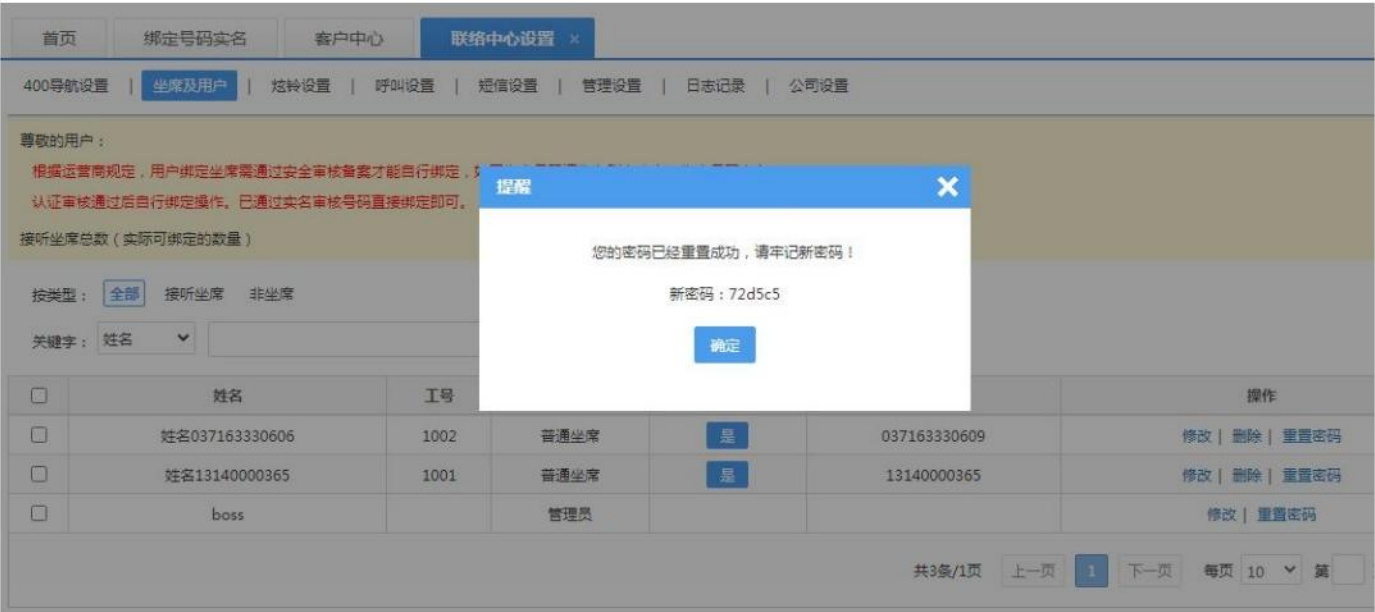 首页 绑定号码实名 客户中心 联络中心设置 ×
400导航设置 | 坐席及用户 | 炫铃设置 | 呼叫设置 | 短信设置 | 管理设置 | 日志记录 | 公司设置
尊敬的用户：
根据运营商规定，用户绑定坐席需通过安全审核备案才能自行绑定，
认证审核通过后自行绑定操作。已通过实名审核号码直接绑定即可。
接听坐席总数（实际可绑定的数量）
提醒
您的密码已经重置成功，请牢记新密码！
新密码：72d5c5
确定
按类型： 全部 接听坐席 非坐席
关键字： 姓名
姓名 工号 操作
姓名037163330606 1002 普通坐席 是 037163330609 修改 | 删除 | 重置密码
姓名13140000365 1001 普通坐席 是 13140000365 修改 | 删除 | 重置密码
boss 管理员 修改 | 重置密码
共3条/1页 上一页 1 下一页 每页 10 第